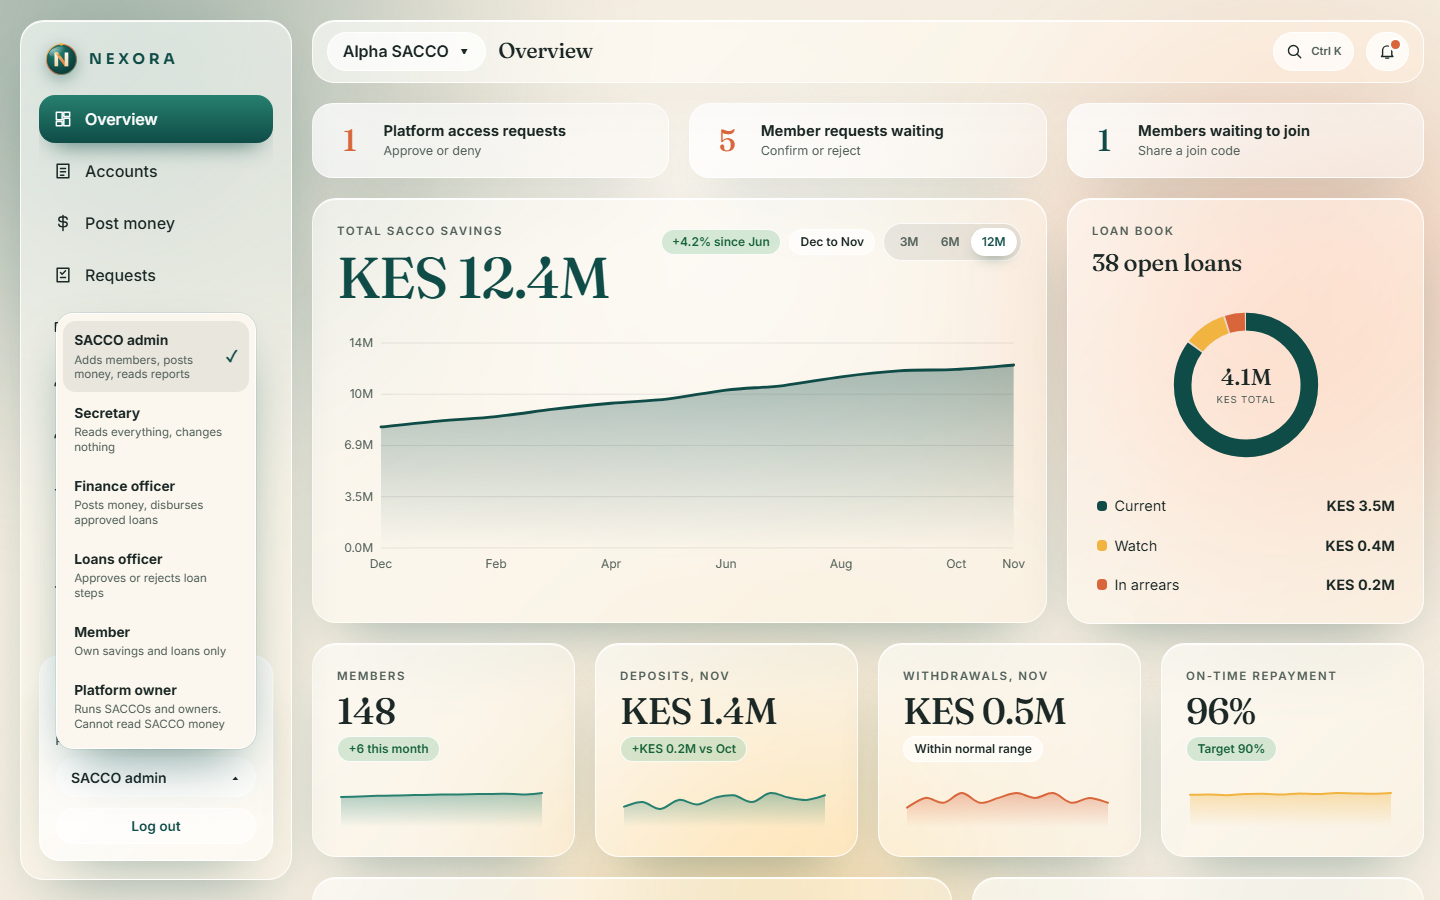 NEXORA
Overview
Accounts
Post money
Requests
SACCO admin
Adds members, posts
money, reads reports
Secretary
Reads everything, changes
nothing
Finance officer
Posts money, disburses
approved loans
Loans officer
Approves or rejects loan
steps
Member
Own savings and loans only
Platform owner
Runs SACCOs and owners.
Cannot read SACCO money
SACCO admin
Log out
Alpha SACCO
Overview
Ctrl K
1
Platform access requests
Approve or deny
5
Member requests waiting
Confirm or reject
1
Members waiting to join
Share a join code
TOTAL SACCO SAVINGS
KES 12.4M
+4.2% since Jun
Dec to Nov
3M
6M
12M
14M
10M
6.9M
3.5M
0.0M
Dec
Feb
Apr
Jun
Aug
Oct
Nov
LOAN BOOK
38 open loans
4.1M
KES TOTAL
Current
KES 3.5M
Watch
KES 0.4M
In arrears
KES 0.2M
MEMBERS
148
+6 this month
DEPOSITS, NOV
KES 1.4M
+KES 0.2M vs Oct
WITHDRAWALS, NOV
KES 0.5M
Within normal range
ON-TIME REPAYMENT
96%
Target 90%